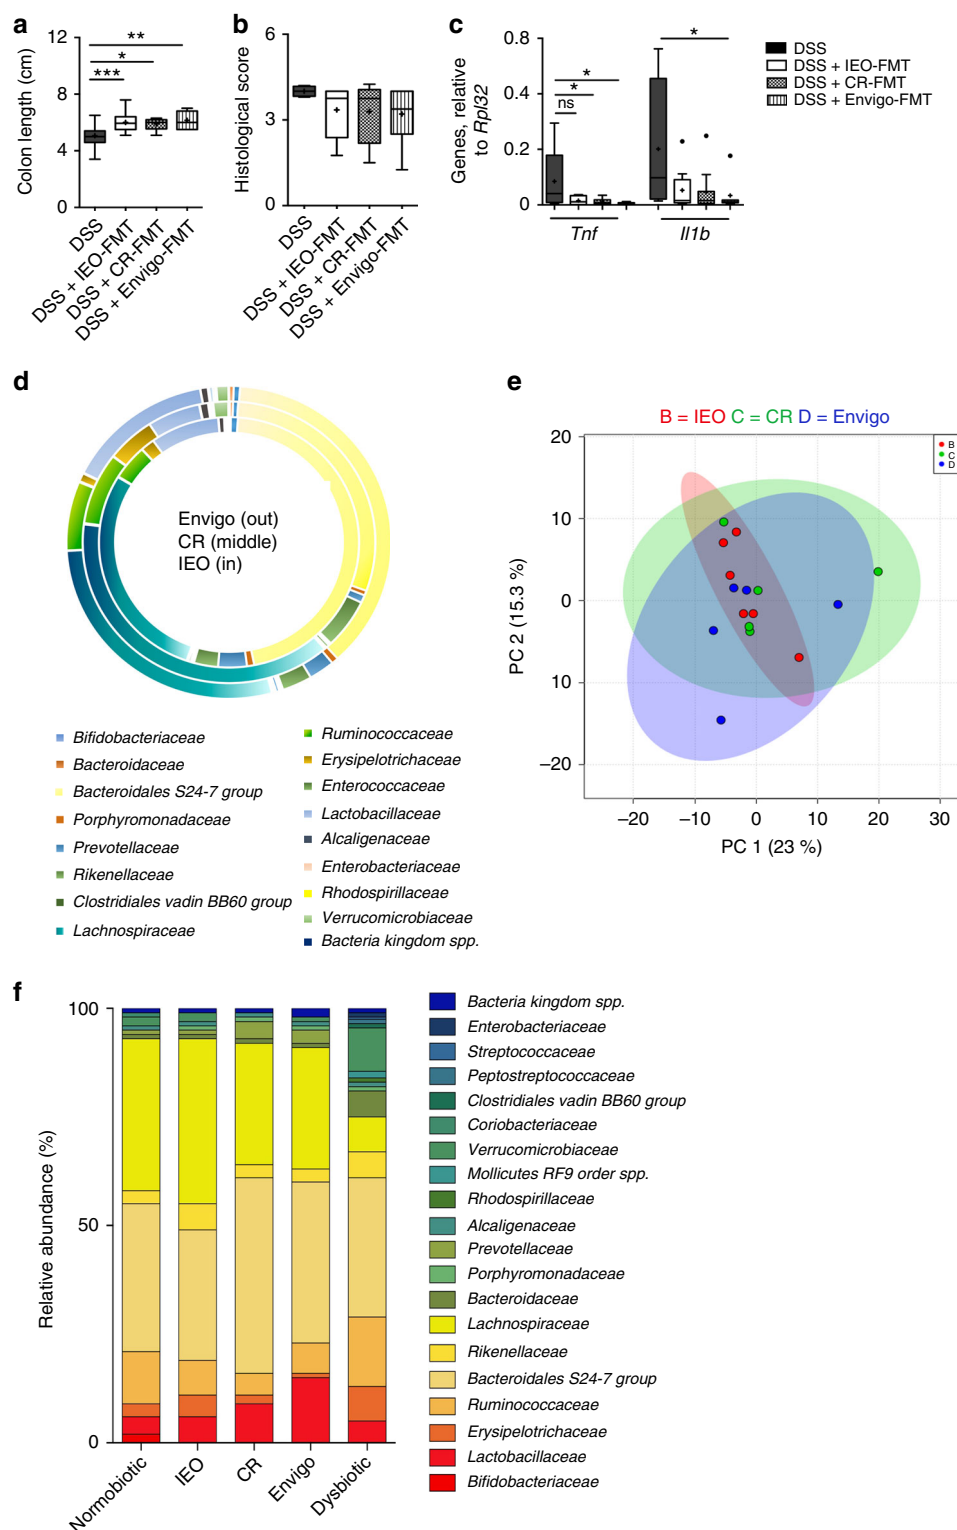 a
Colon length (cm)
12
8
4
0
**
*
***
DSS
DSS + IEO-FMT
DSS + CR-FMT
DSS + Envigo-FMT
b
Histological score
6
3
0
DSS
DSS + IEO-FMT
DSS + CR-FMT
DSS + Envigo-FMT
c
Genes, relative
to Rpl32
0.8
0.4
0.2
0
*
*
ns
*
Tnf
Il1b
DSS
DSS + IEO-FMT
DSS + CR-FMT
DSS + Envigo-FMT
d
Envigo (out)
CR (middle)
IEO (in)
Bifidobacteriaceae
Bacteroidaceae
Bacteroidales S24-7 group
Porphyromonadaceae
Prevotellaceae
Rikenellaceae
Clostridiales vadin BB60 group
Lachnospiraceae
Ruminococcaceae
Erysipelotrichaceae
Enterococcaceae
Lactobacillaceae
Alcaligenaceae
Enterobacteriaceae
Rhodospirillaceae
Verrucomicrobiaceae
Bacteria kingdom spp.
e
B = IEO C = CR D = Envigo
B
C
D
PC 2 (15.3 %)
20
10
0
10
–20
–20
–10
0
10
20
30
PC 1 (23 %)
f
Relative abundance (%)
100
50
0
Normobiotic
IEO
CR
Envigo
Dysbiotic
Bacteria kingdom spp.
Enterobacteriaceae
Streptococcaceae
Peptostreptococcaceae
Clostridiales vadin BB60 group
Coriobacteriaceae
Verrucomicrobiaceae
Mollicutes RF9 order spp.
Rhodospirillaceae
Alcaligenaceae
Prevotellaceae
Porphyromonadaceae
Bacteroidaceae
Lachnospiraceae
Rikenellaceae
Bacteroidales S24-7 group
Ruminococcaceae
Erysipelotrichaceae
Lactobacillaceae
Bifidobacteriaceae